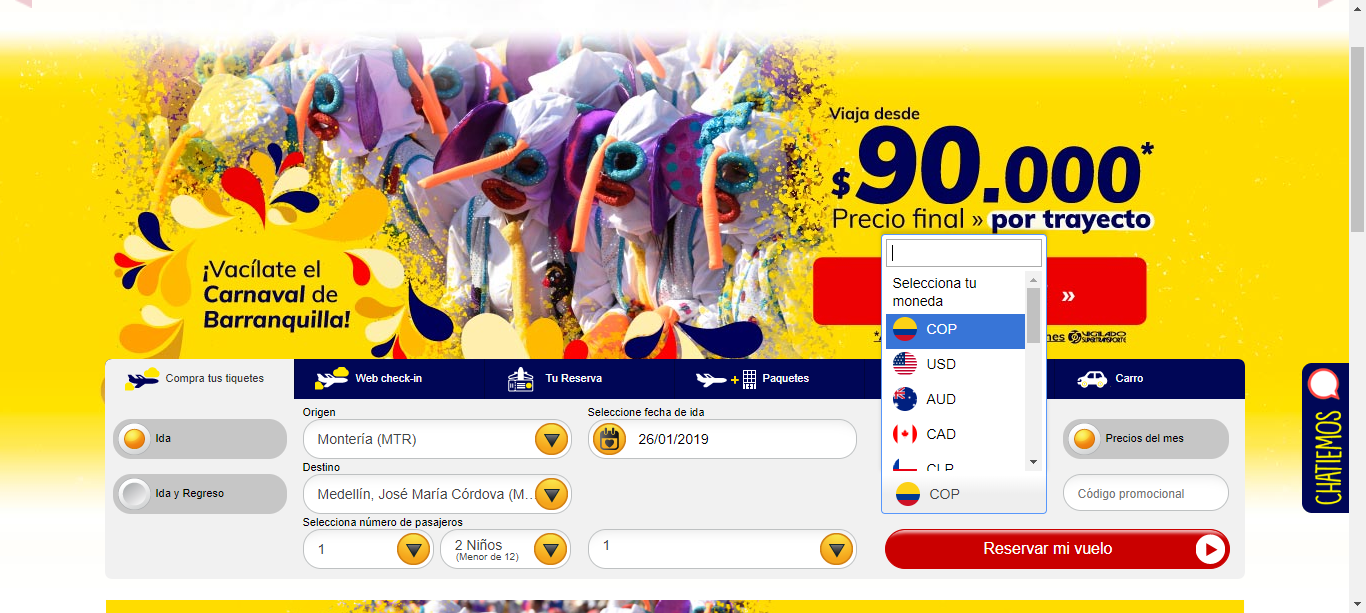 Viaja desde
$90.000*
Precio final » por trayecto
¡Vacílate el
Carnaval de
Barranquilla!
»
VIGILADO
SUPERTRANSPORTE
Selecciona tu
moneda
COP
USD
AUD
CAD
CLP
COP
Compra tus tiquetes
Web check-in
Tu Reserva
Paquetes
Carro
Ida
Ida y Regreso
Origen
Montería (MTR)
Destino
Medellín, José María Córdova (M...
Selecciona número de pasajeros
1
2 Niños
(Menor de 12)
Seleccione fecha de ida
26/01/2019
1
Precios del mes
Código promocional
Reservar mi vuelo
CHATIEMOS